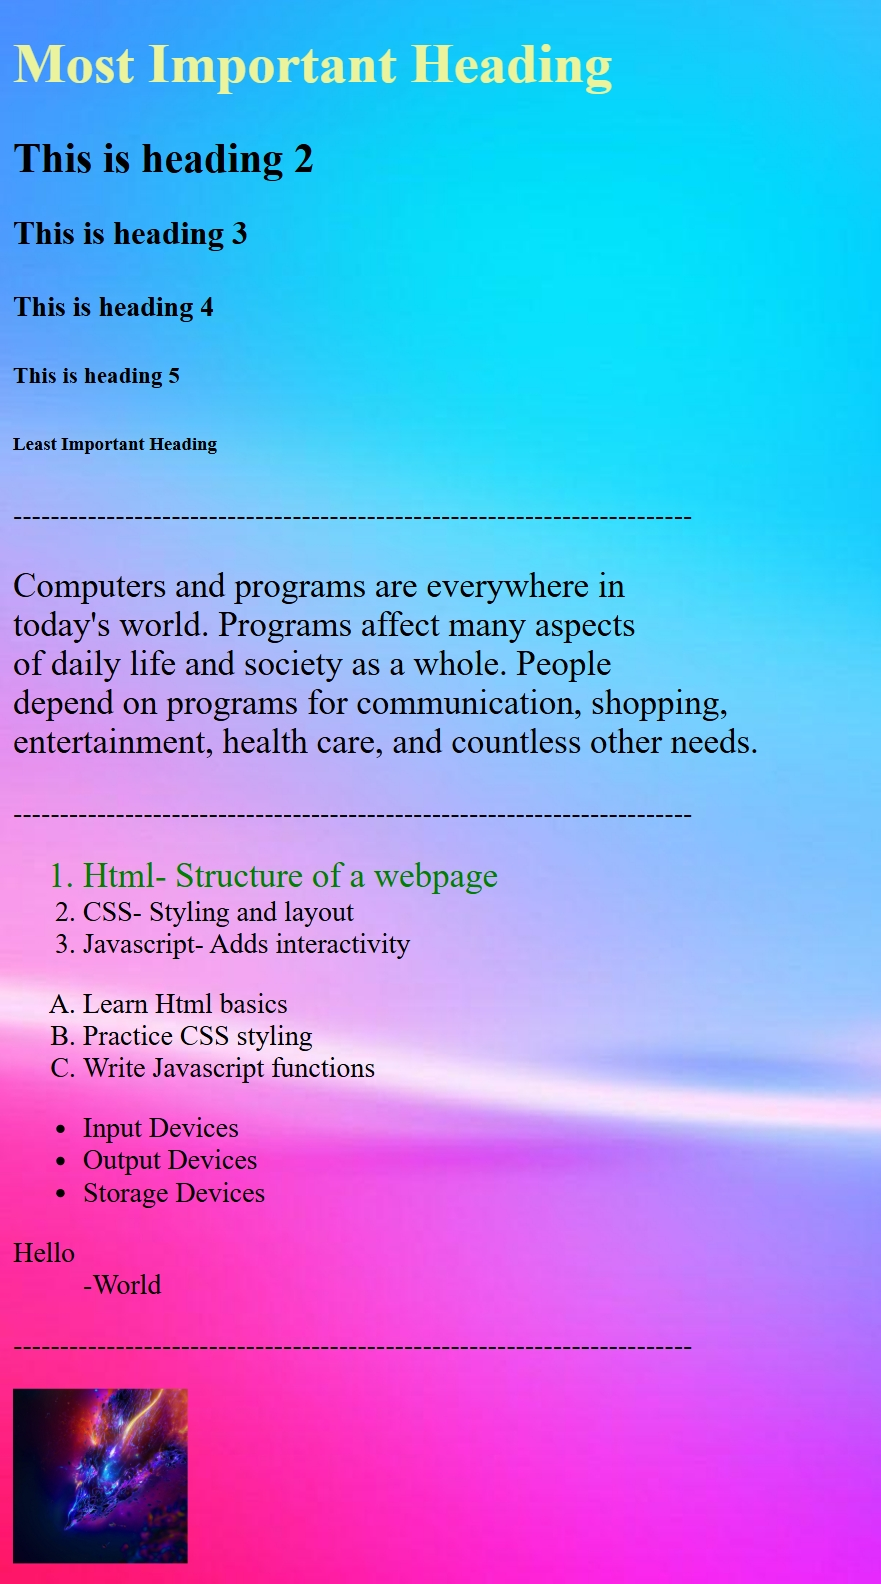 Most Important Heading
This is heading 2
This is heading 3
This is heading 4
This is heading 5
Least Important Heading
-------------------------------------------------------------------------
Computers and programs are everywhere in
today's world. Programs affect many aspects
of daily life and society as a whole. People
depend on programs for communication, shopping,
entertainment, health care, and countless other needs.
-------------------------------------------------------------------------
1. Html- Structure of a webpage
2. CSS- Styling and layout
3. Javascript- Adds interactivity
A. Learn Html basics
B. Practice CSS styling
C. Write Javascript functions
• Input Devices
• Output Devices
• Storage Devices
Hello
-World
-------------------------------------------------------------------------